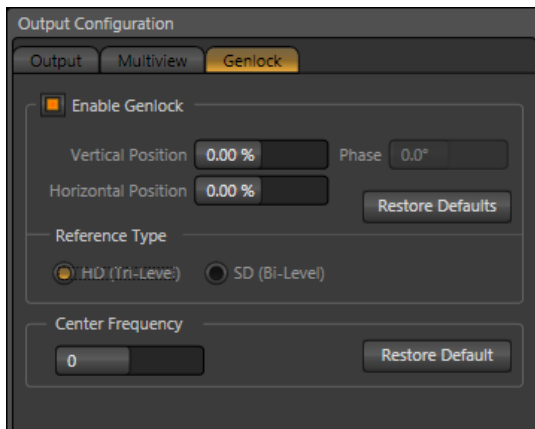 Output Configuration
Output Multiview Genlock
Enable Genlock
Vertical Position 0.00 % Phase 0.0°
Horizontal Position 0.00 %
Restore Defaults
Reference Type
HD (Tri-Level) SD (Bi-Level)
Center Frequency
0 Restore Default